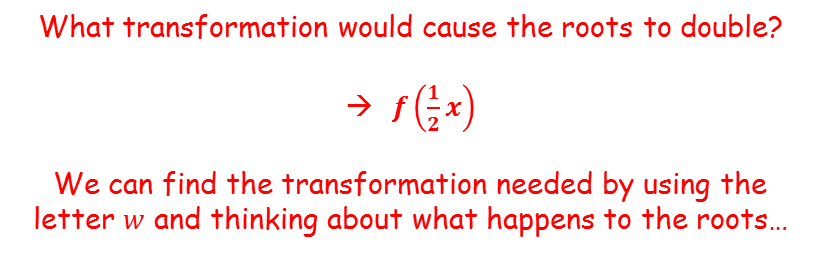 What transformation would cause the roots to double?
→ f(1/2 x)
We can find the transformation needed by using the
letter w and thinking about what happens to the roots...